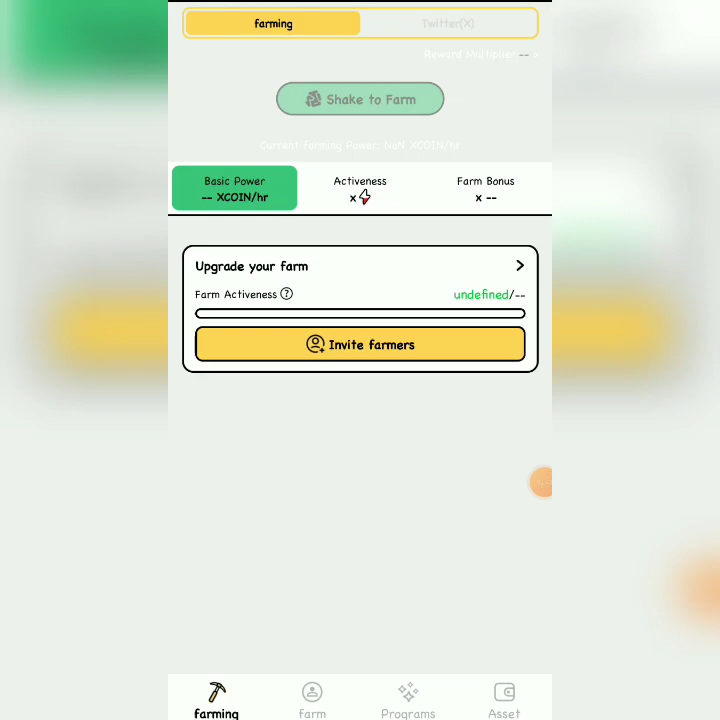 farming
Twitter(X)
Reward Multiplier -- >
Shake to Farm
Current Farming Power: NaN XCOIN/hr
Basic Power
-- XCOIN/hr
Activeness
x
Farm Bonus
x --
Upgrade your farm >
Farm Activeness ?
undefined/--
Invite farmers
farming
farm
Programs
Asset